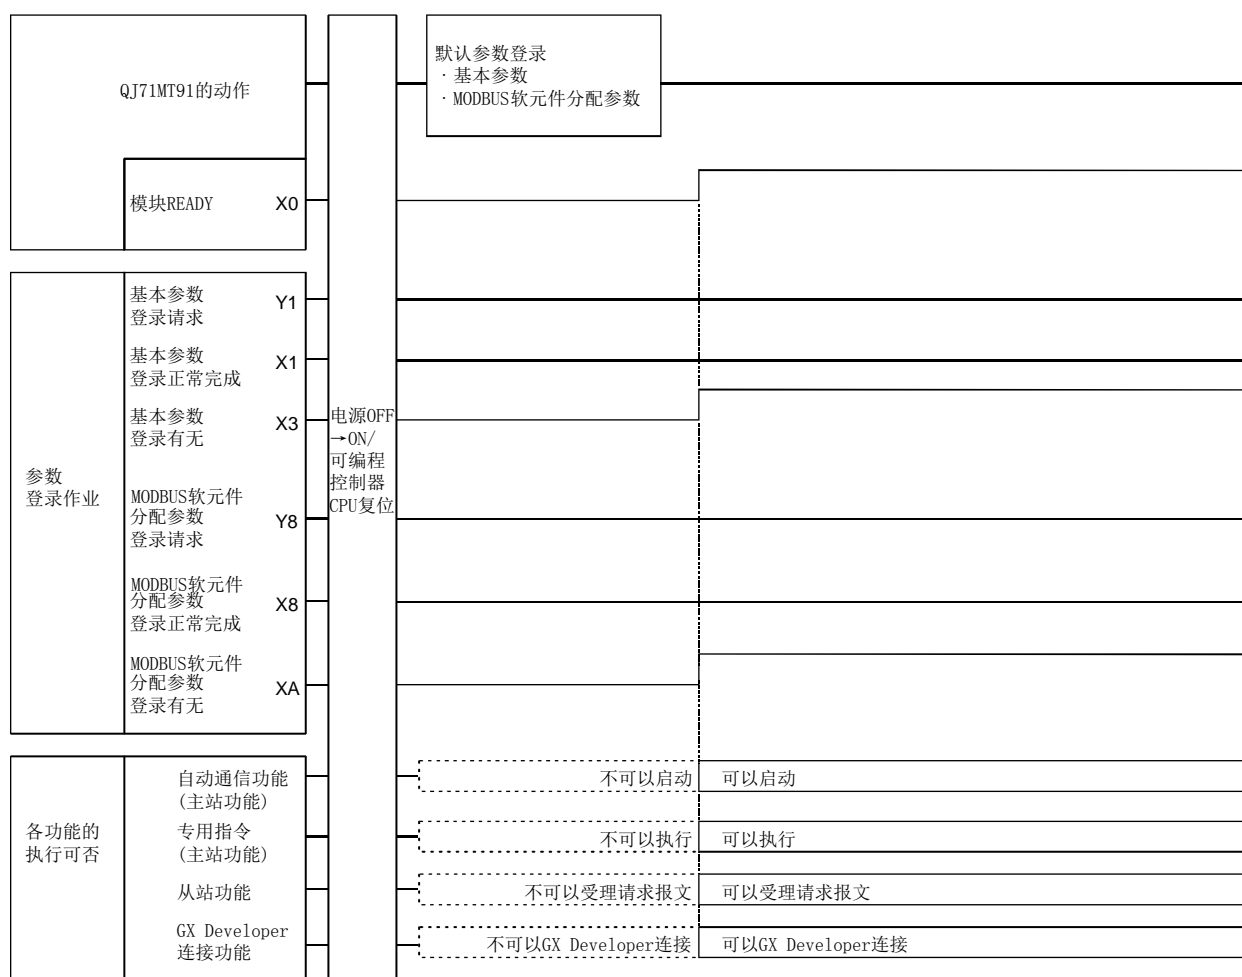 默认参数登录
·基本参数
·MODBUS软元件分配参数
QJ71MT91的动作
模块READY X0
基本参数
登录请求 Y1
基本参数
登录正常完成 X1
基本参数
登录有无 X3
电源OFF
→ON/
可编程
控制器
CPU复位
参数
登录作业
MODBUS软元件
分配参数
登录请求 Y8
MODBUS软元件
分配参数
登录正常完成 X8
MODBUS软元件
分配参数
登录有无 XA
各功能的
执行可否
自动通信功能
(主站功能)
不可以启动 可以启动
专用指令
(主站功能)
不可以执行 可以执行
从站功能
不可以受理请求报文 可以受理请求报文
GX Developer
连接功能
不可以GX Developer连接 可以GX Developer连接